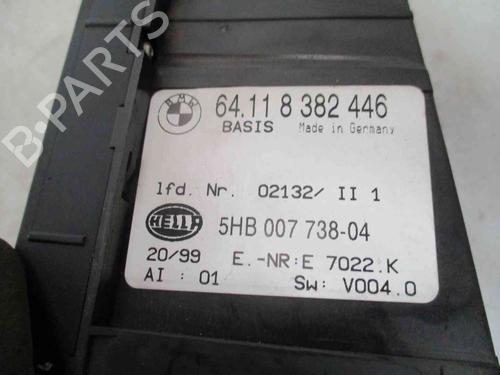 B-PARTS
BMW
64.11 8 382 446
BASIS Made in Germany
lfd. Nr. 02132/ II 1
HELLA 5HB 007 738-04
20/99 E.-NR:E 7022.K
AI : 01 Sw: V004.0